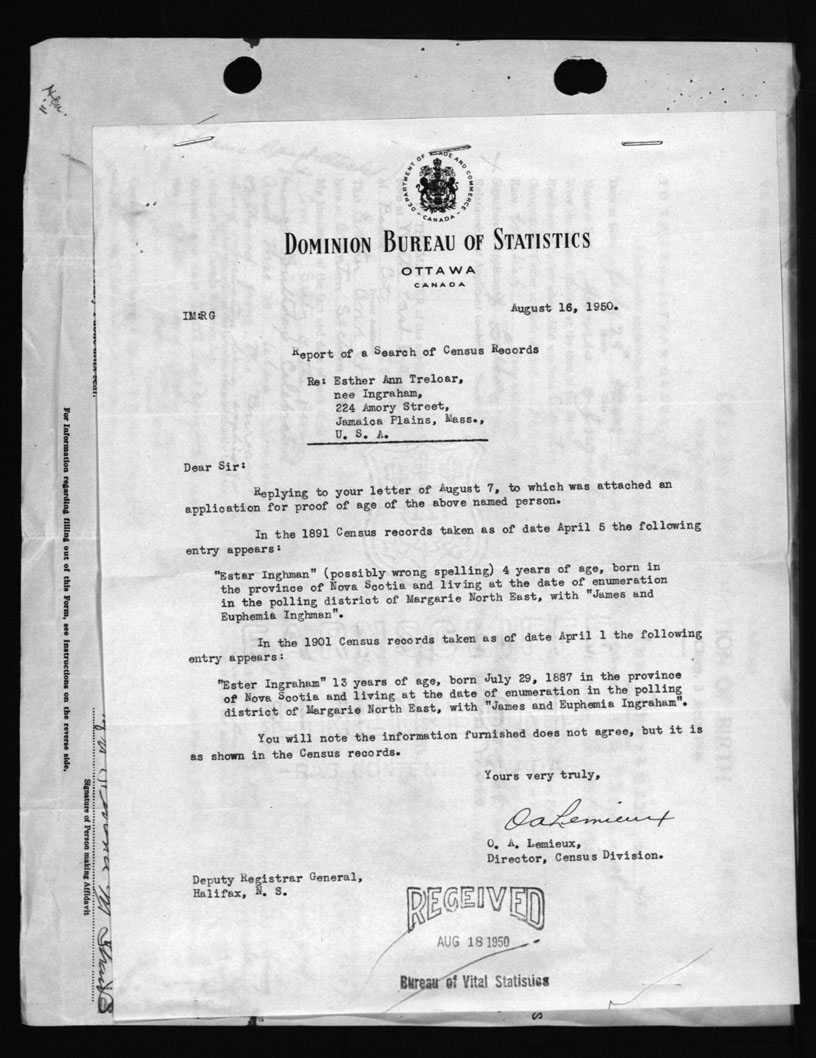 DEPARTMENT OF TRADE AND COMMERCE
- CANADA -
DOMINION BUREAU OF STATISTICS
OTTAWA
CANADA
IM:RG
August 16, 1950.
Report of a Search of Census Records
Re: Esther Ann Treloar,
nee Ingraham,
224 Amory Street,
Jamaica Plains, Mass.,
U. S. A.
Dear Sir:
Replying to your letter of August 7, to which was attached an
application for proof of age of the above named person.
In the 1891 Census records taken as of date April 5 the following
entry appears:
"Ester Inghman" (possibly wrong spelling) 4 years of age, born in
the province of Nova Scotia and living at the date of enumeration
in the polling district of Margarie North East, with "James and
Euphemia Inghman".
In the 1901 Census records taken as of date April 1 the following
entry appears:
"Ester Ingraham" 13 years of age, born July 29, 1887 in the province
of Nova Scotia and living at the date of enumeration in the polling
district of Margarie North East, with "James and Euphemia Ingraham".
You will note the information furnished does not agree, but it is
as shown in the Census records.
Yours very truly,
O A Lemieux
O. A. Lemieux,
Director, Census Division.
Deputy Registrar General,
Halifax, N. S.
RECEIVED
AUG 18 1950
Bureau of Vital Statistics
For Information regarding filling out of this Form, see Instructions on the reverse side.
Signature of Person making Affidavit